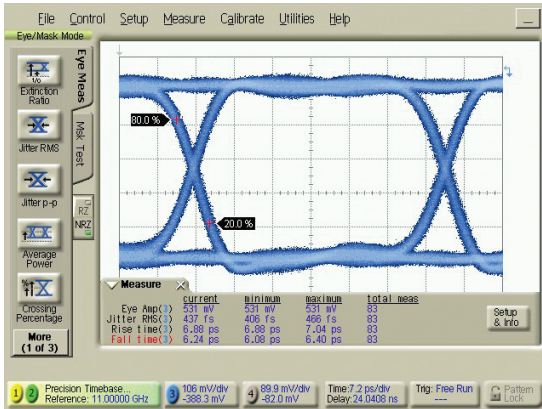 File Control Setup Measure Calibrate Utilities Help
Eye/Mask Mode
Extinction
Ratio
Jitter RMS
Jitter p-p
Average
Power
Crossing
Percentage
More
(1 of 3)
Eye Meas
Msk Test
RZ
NRZ
80.0 %
20.0 %
Measure
current minimum maximum total meas
Eye Amp(3) 531 mV 531 mV 531 mV 83
Jitter RMS(3) 437 fs 406 fs 466 fs 83
Rise time(3) 6.88 ps 6.88 ps 7.04 ps 83
Fall time(3) 6.24 ps 6.08 ps 6.40 ps 83
Setup
& Info
1 2 Precision Timebase...
Reference: 11.00000 GHz
3 106 mV/div
-388.3 mV
4 89.9 mV/div
-82.0 mV
Time:7.2 ps/div
Delay:24.0408 ns
Trig: Free Run
---
Pattern
Lock